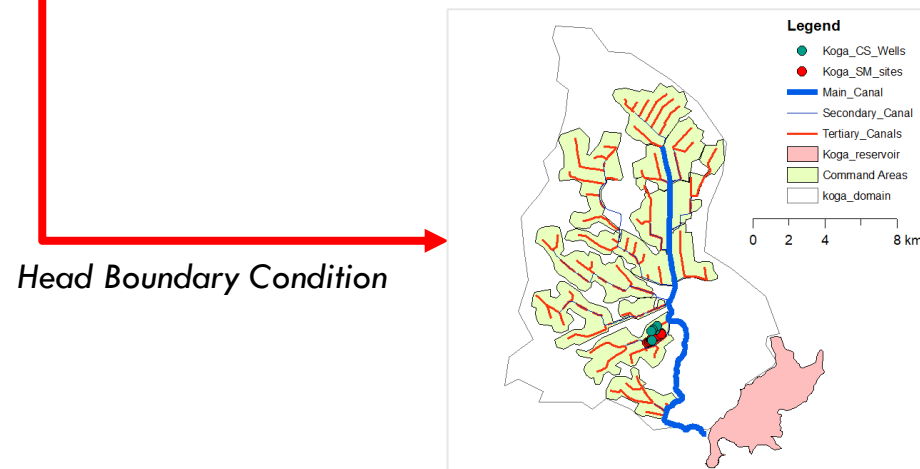 Legend
Koga_CS_Wells
Koga_SM_sites
Main_Canal
Secondary_Canal
Tertiary_Canals
Koga_reservoir
Command Areas
koga_domain
0 2 4 8 km
Head Boundary Condition